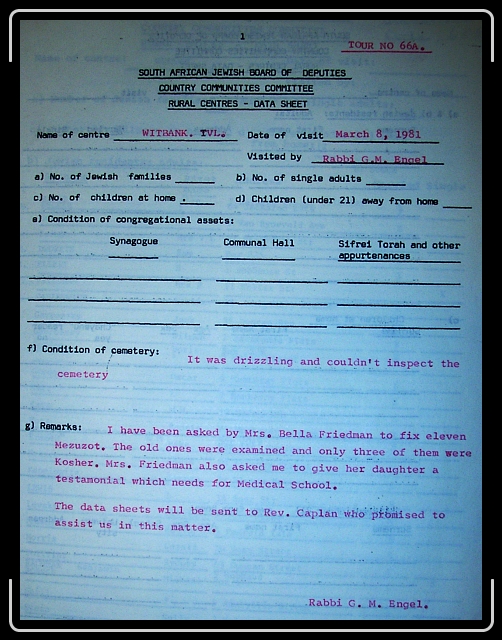 1
TOUR NO 66A.
SOUTH AFRICAN JEWISH BOARD OF DEPUTIES
COUNTRY COMMUNITIES COMMITTEE
RURAL CENTRES - DATA SHEET
Name of centre WITBANK. TVL. Date of visit March 8, 1981
Visited by Rabbi G.M. Engel
a) No. of Jewish families b) No. of single adults
c) No. of children at home . d) Children (under 21) away from home
e) Condition of congregational assets:
Synagogue Communal Hall Sifrei Torah and other
appurtenances
f) Condition of cemetery:
It was drizzling and couldn't inspect the
cemetery
g) Remarks: I have been asked by Mrs. Bella Friedman to fix eleven
Mezuzot. The old ones were examined and only three of them were
Kosher. Mrs. Friedman also asked me to give her daughter a
testamonial which needs for Medical School.
The data sheets will be sent to Rev. Caplan who promised to
assist us in this matter.
Rabbi G. M. Engel.